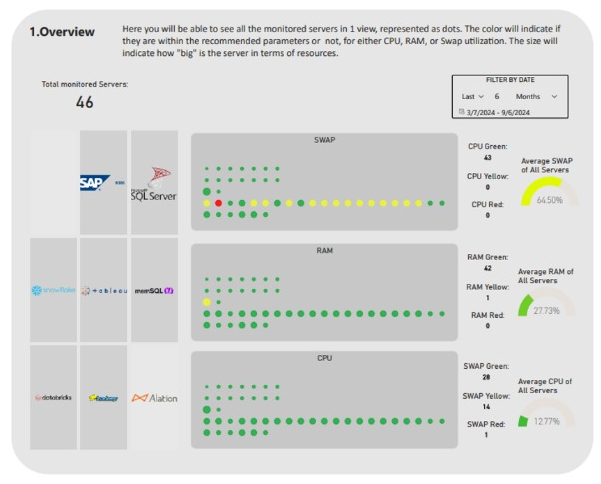 1.Overview
Here you will be able to see all the monitored servers in 1 view, represented as dots. The color will indicate if
they are within the recommended parameters or not, for either CPU, RAM, or Swap utilization. The size will
indicate how "big" is the server in terms of resources.
Total monitored Servers:
46
FILTER BY DATE
Last 6 Months
3/7/2024 - 9/6/2024
SAP
Microsoft
SQL Server
snowflake
+ableau
memSQL
databricks
Alation
SWAP
RAM
CPU
CPU Green:
43
CPU Yellow:
0
CPU Red:
0
Average SWAP
of All Servers
64.50%
RAM Green:
42
RAM Yellow:
1
RAM Red:
0
Average RAM of
All Servers
27.73%
SWAP Green:
28
SWAP Yellow:
14
SWAP Red:
1
Average CPU of
All Servers
12.77%